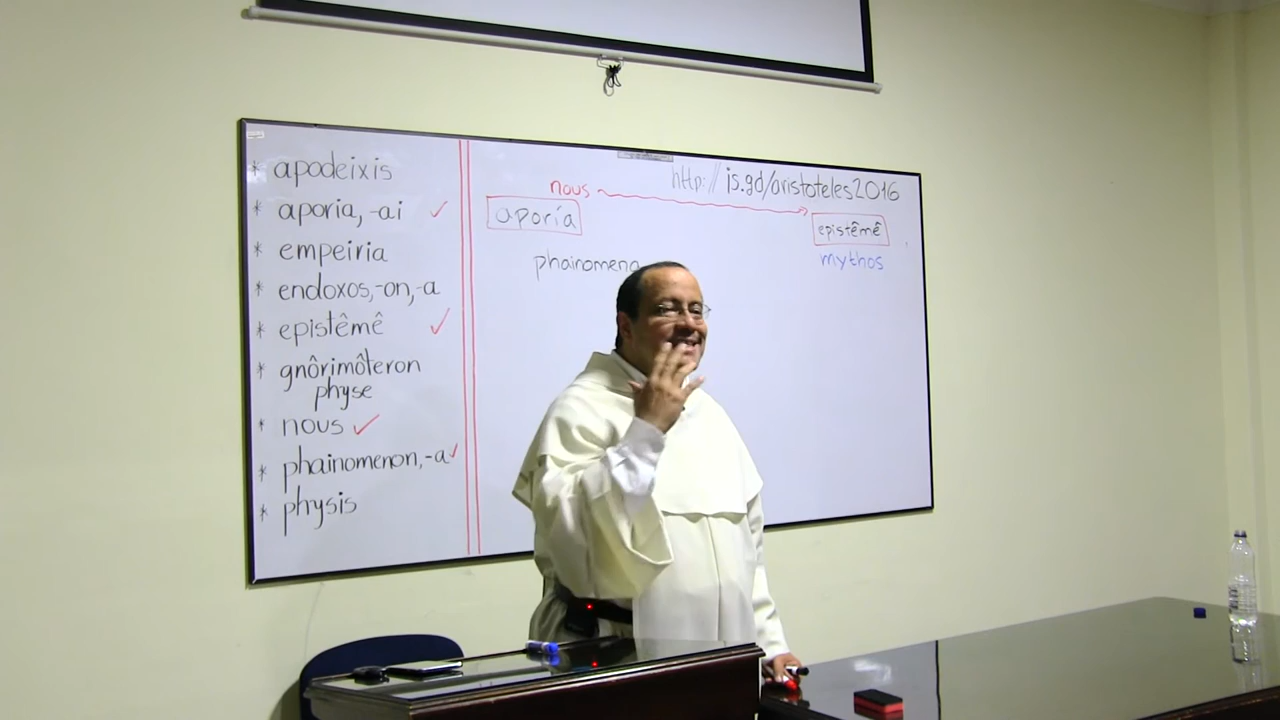 * apodeixis
* aporia, -ai ✓
* empeiria
* endoxos,-on,-a
* epistêmê ✓
* gnôrimôteron
physe
* nous ✓
* phainomenon,-a ✓
* physis
http://is.gd/aristoteles2016
nous
aporía
epistêmê
phainomena
mythos